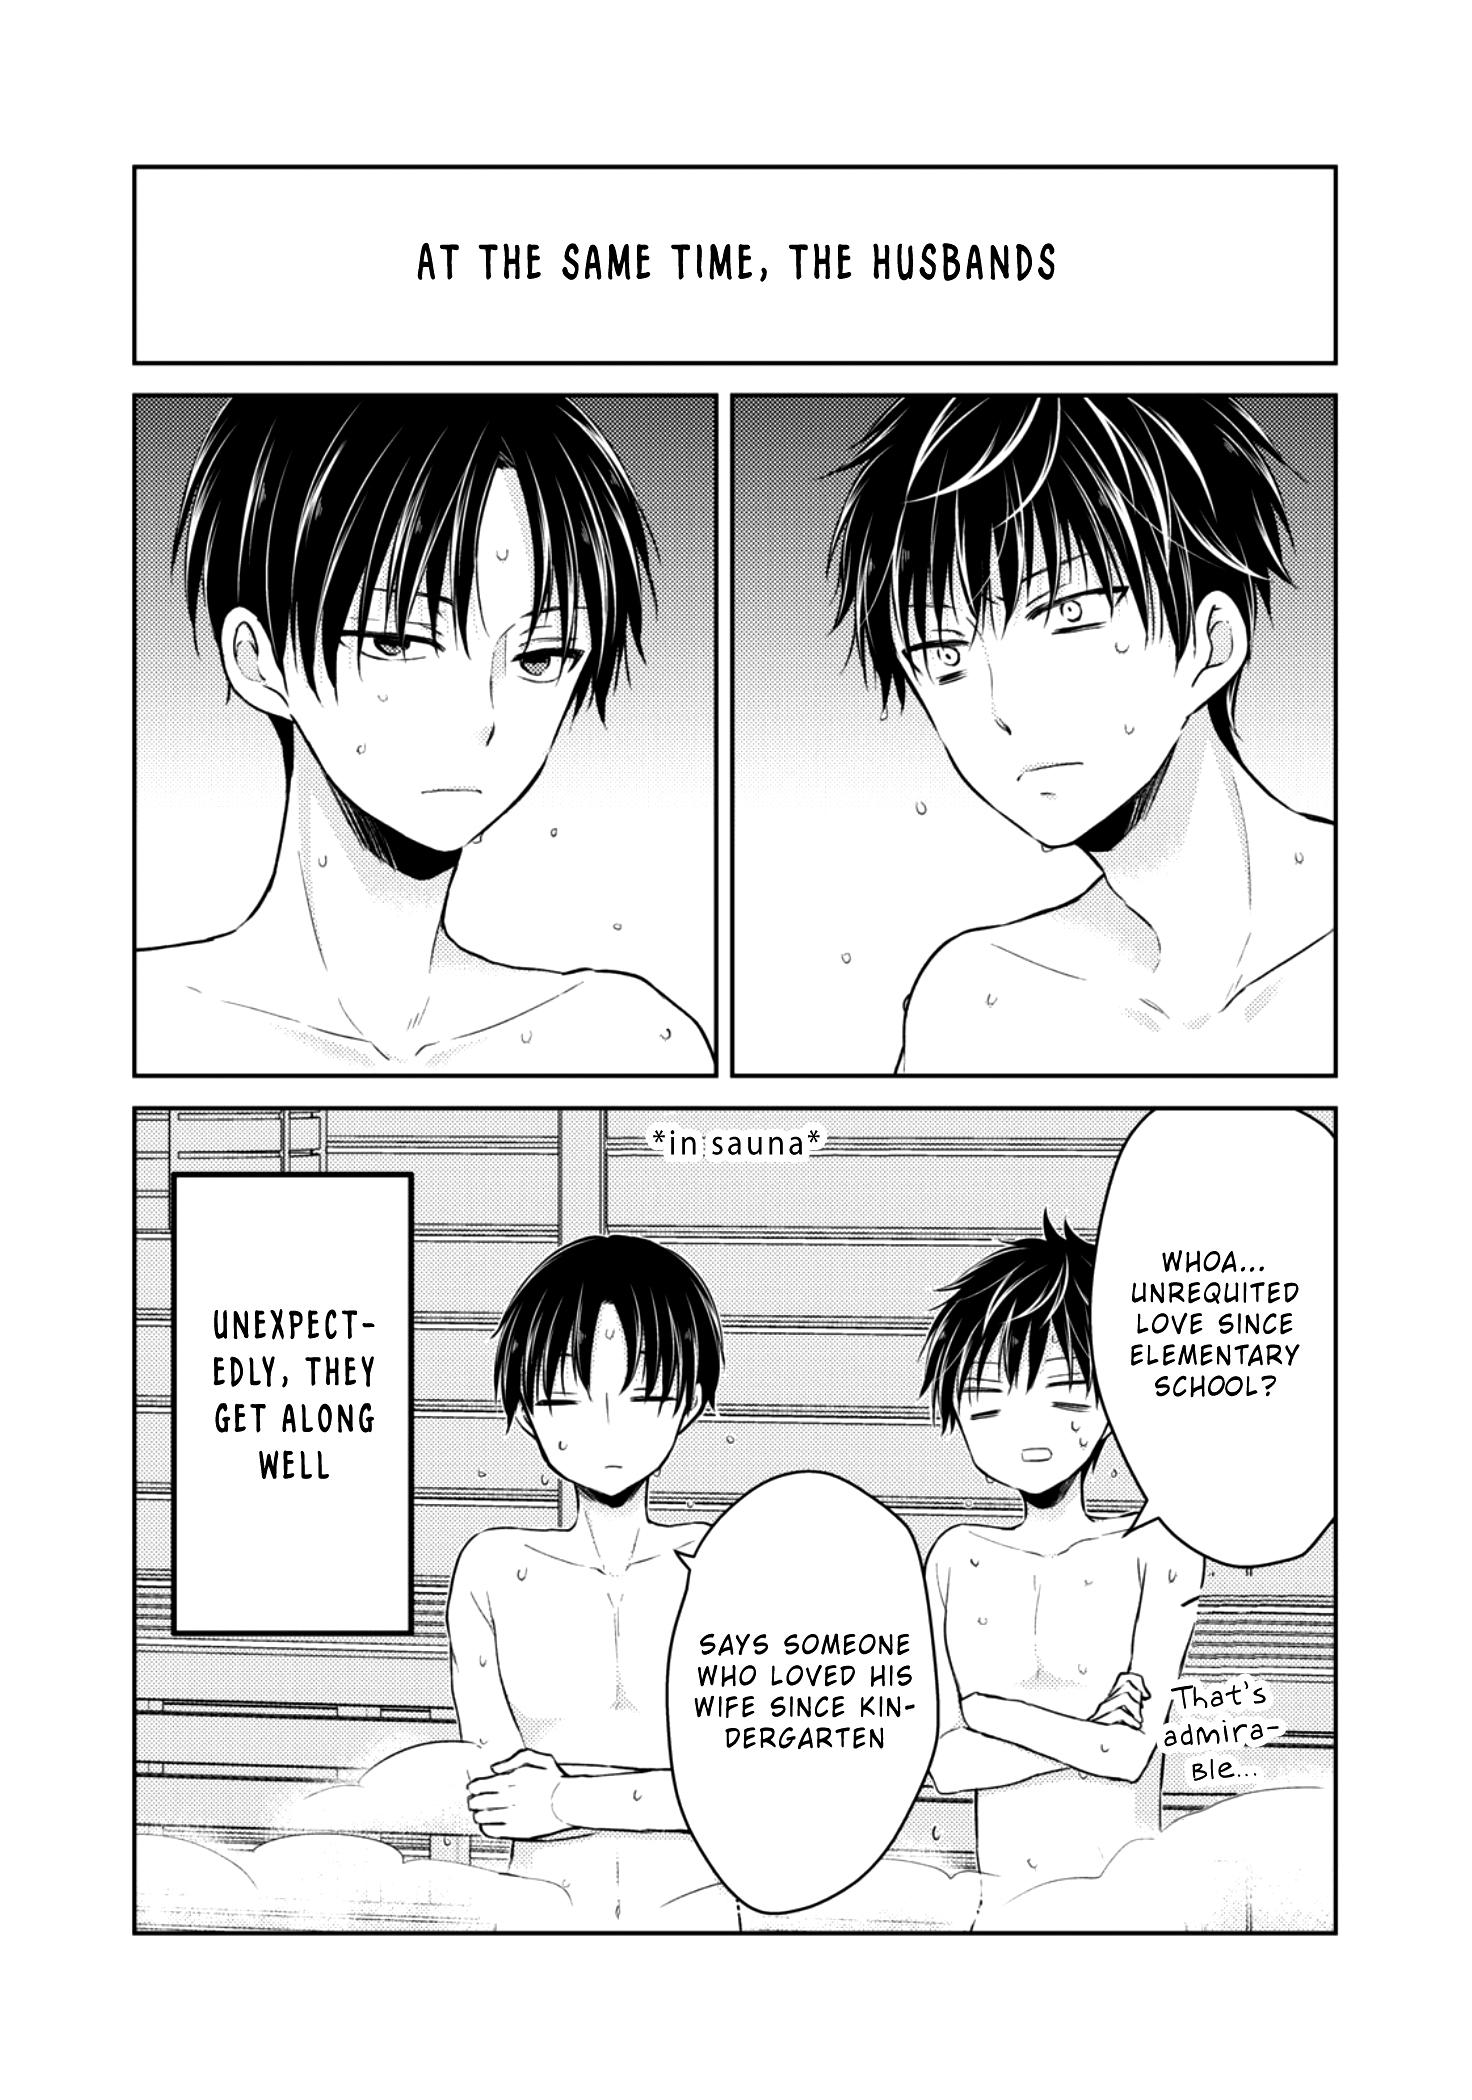 AT THE SAME TIME, THE HUSBANDS
*in sauna*
WHOA...
UNREQUITED
LOVE SINCE
ELEMENTARY
SCHOOL?
SAYS SOMEONE
WHO LOVED HIS
WIFE SINCE KIN-
DERGARTEN
That's
admira-
Ble...
UNEXPECT-
EDLY, THEY
GET ALONG
WELL